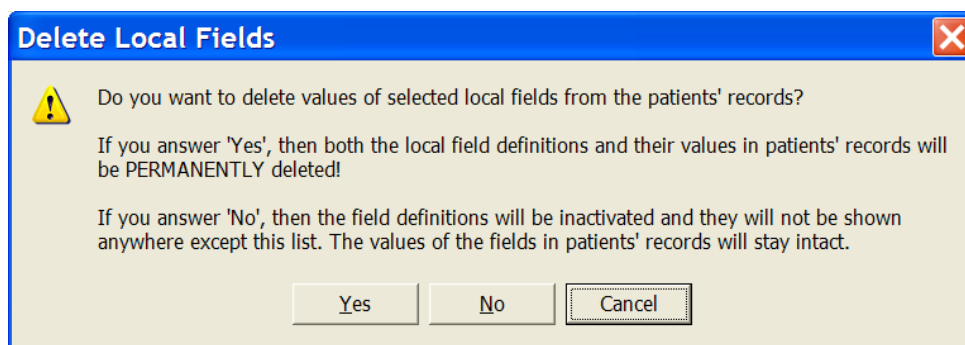 Delete Local Fields
Do you want to delete values of selected local fields from the patients' records?
If you answer 'Yes', then both the local field definitions and their values in patients' records will
be PERMANENTLY deleted!
If you answer 'No', then the field definitions will be inactivated and they will not be shown
anywhere except this list. The values of the fields in patients' records will stay intact.
Yes No Cancel